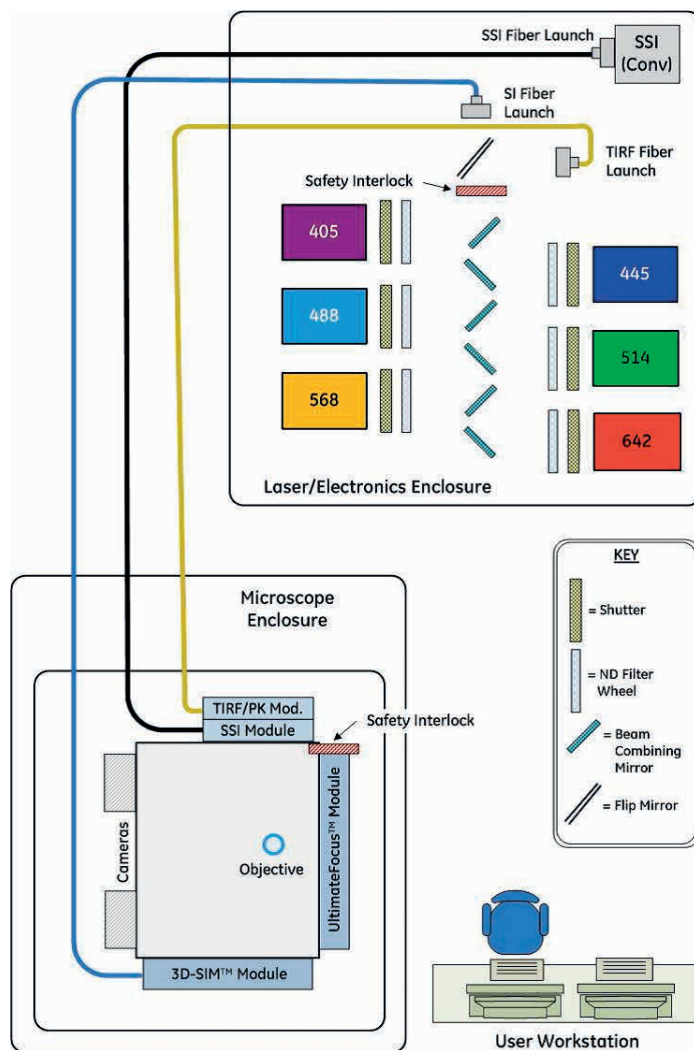 SSI Fiber Launch
SSI
(Conv)
SI Fiber
Launch
TIRF Fiber
Launch
Safety Interlock
405
445
488
514
568
642
Laser/Electronics Enclosure
KEY
= Shutter
= ND Filter
Wheel
= Beam
Combining
Mirror
= Flip Mirror
Microscope
Enclosure
TIRF/PK Mod.
SSI Module
Safety Interlock
Cameras
Objective
UltimateFocus™ Module
3D-SIM™ Module
User Workstation